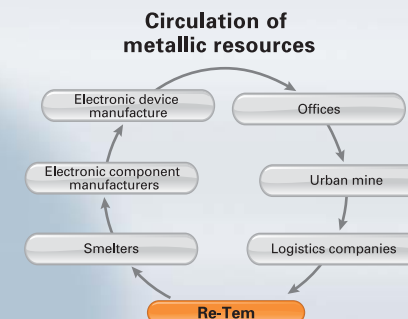 Circulation of
metallic resources
Electronic device
manufacture
Offices
Electronic component
manufacturers
Urban mine
Smelters
Logistics companies
Re-Tem